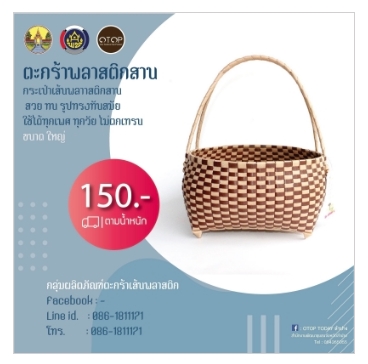 OTOP
ตะกร้าพลาสติกสาน
กระเป๋าเส้นพลาสติกสาน
สวย ทน รูปทรงทันสมัย
ใช้ได้ทุกเพศ ทุกวัย ไม่ตกเทรน
ขนาด ใหญ่
150.-
ตามน้ำหนัก
กลุ่มผลิตภัณฑ์ตะกร้าเส้นพลาสติก
Facebook : -
Line id. : 086-1811121
โทร. : 086-1811121
OTOP TODAY